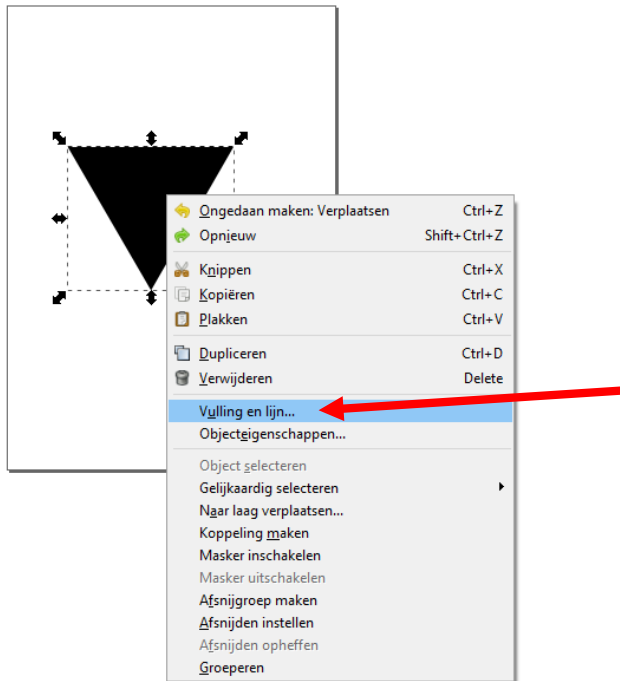 Ongedaan maken: Verplaatsen Ctrl+Z
Opnieuw Shift+Ctrl+Z
Knippen Ctrl+X
Kopiëren Ctrl+C
Plakken Ctrl+V
Dupliceren Ctrl+D
Verwijderen Delete
Vulling en lijn...
Objecteigenschappen...
Object selecteren
Gelijkaardig selecteren
Naar laag verplaatsen...
Koppeling maken
Masker inschakelen
Masker uitschakelen
Afsnijgroep maken
Afsnijden instellen
Afsnijden opheffen
Groeperen